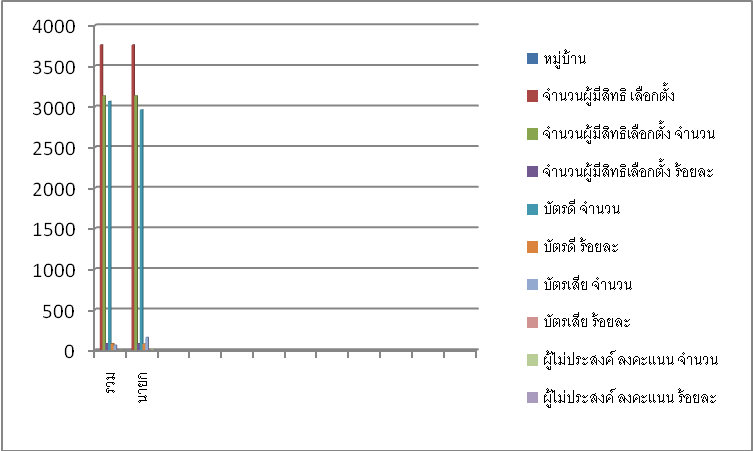 4000
3500
3000
2500
2000
1500
1000
500
0
รวม
นายก
หมู่บ้าน
จำนวนผู้มีสิทธิ เลือกตั้ง
จำนวนผู้มีสิทธิเลือกตั้ง จำนวน
จำนวนผู้มีสิทธิเลือกตั้ง ร้อยละ
บัตรดี จำนวน
บัตรดี ร้อยละ
บัตรเสีย จำนวน
บัตรเสีย ร้อยละ
ผู้ไม่ประสงค์ ลงคะแนน จำนวน
ผู้ไม่ประสงค์ ลงคะแนน ร้อยละ